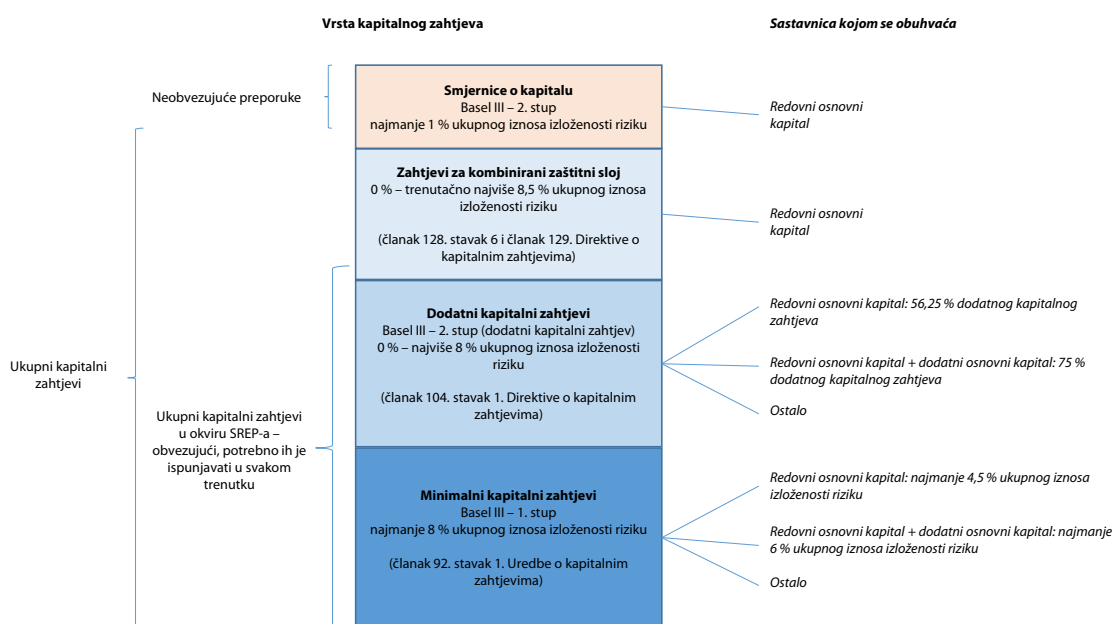 Vrsta kapitalnog zahtjeva
Sastavnica kojom se obuhvaća
Neobvezujuće preporuke
Smjernice o kapitalu
Basel III – 2. stup
najmanje 1 % ukupnog iznosa izloženosti riziku
Redovni osnovni
kapital
Zahtjevi za kombinirani zaštitni sloj
0 % – trenutačno najviše 8,5 % ukupnog iznosa
izloženosti riziku
(članak 128. stavak 6 i članak 129. Direktive o
kapitalnim zahtjevima)
Redovni osnovni
kapital
Ukupni kapitalni
zahtjevi
Ukupni kapitalni zahtjevi
u okviru SREP-a –
obvezujući, potrebno ih je
ispunjavati u svakom
trenutku
Dodatni kapitalni zahtjevi
Basel III – 2. stup (dodatni kapitalni zahtjev)
0 % – najviše 8 % ukupnog iznosa izloženosti
riziku
(članak 104. stavak 1. Direktive o kapitalnim
zahtjevima)
Redovni osnovni kapital: 56,25 % dodatnog kapitalnog
zahtjeva
Redovni osnovni kapital + dodatni osnovni kapital: 75 %
dodatnog kapitalnog zahtjeva
Ostalo
Minimalni kapitalni zahtjevi
Basel III – 1. stup
najmanje 8 % ukupnog iznosa izloženosti riziku
(članak 92. stavak 1. Uredbe o kapitalnim
zahtjevima)
Redovni osnovni kapital: najmanje 4,5 % ukupnog iznosa
izloženosti riziku
Redovni osnovni kapital + dodatni osnovni kapital: najmanje
6 % ukupnog iznosa izloženosti riziku
Ostalo